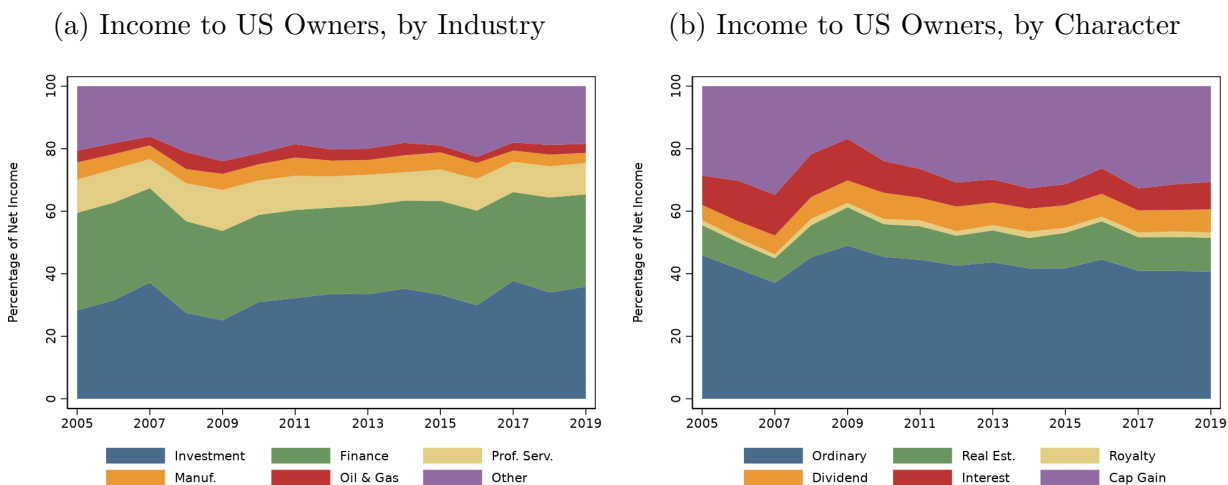 (a) Income to US Owners, by Industry
Percentage of Net Income
100
80
60
40
20
0
2005 2007 2009 2011 2013 2015 2017 2019
Investment Finance Prof. Serv.
Manuf. Oil & Gas Other
(b) Income to US Owners, by Character
Percentage of Net Income
100
80
60
40
20
0
2005 2007 2009 2011 2013 2015 2017 2019
Ordinary Real Est. Royalty
Dividend Interest Cap Gain